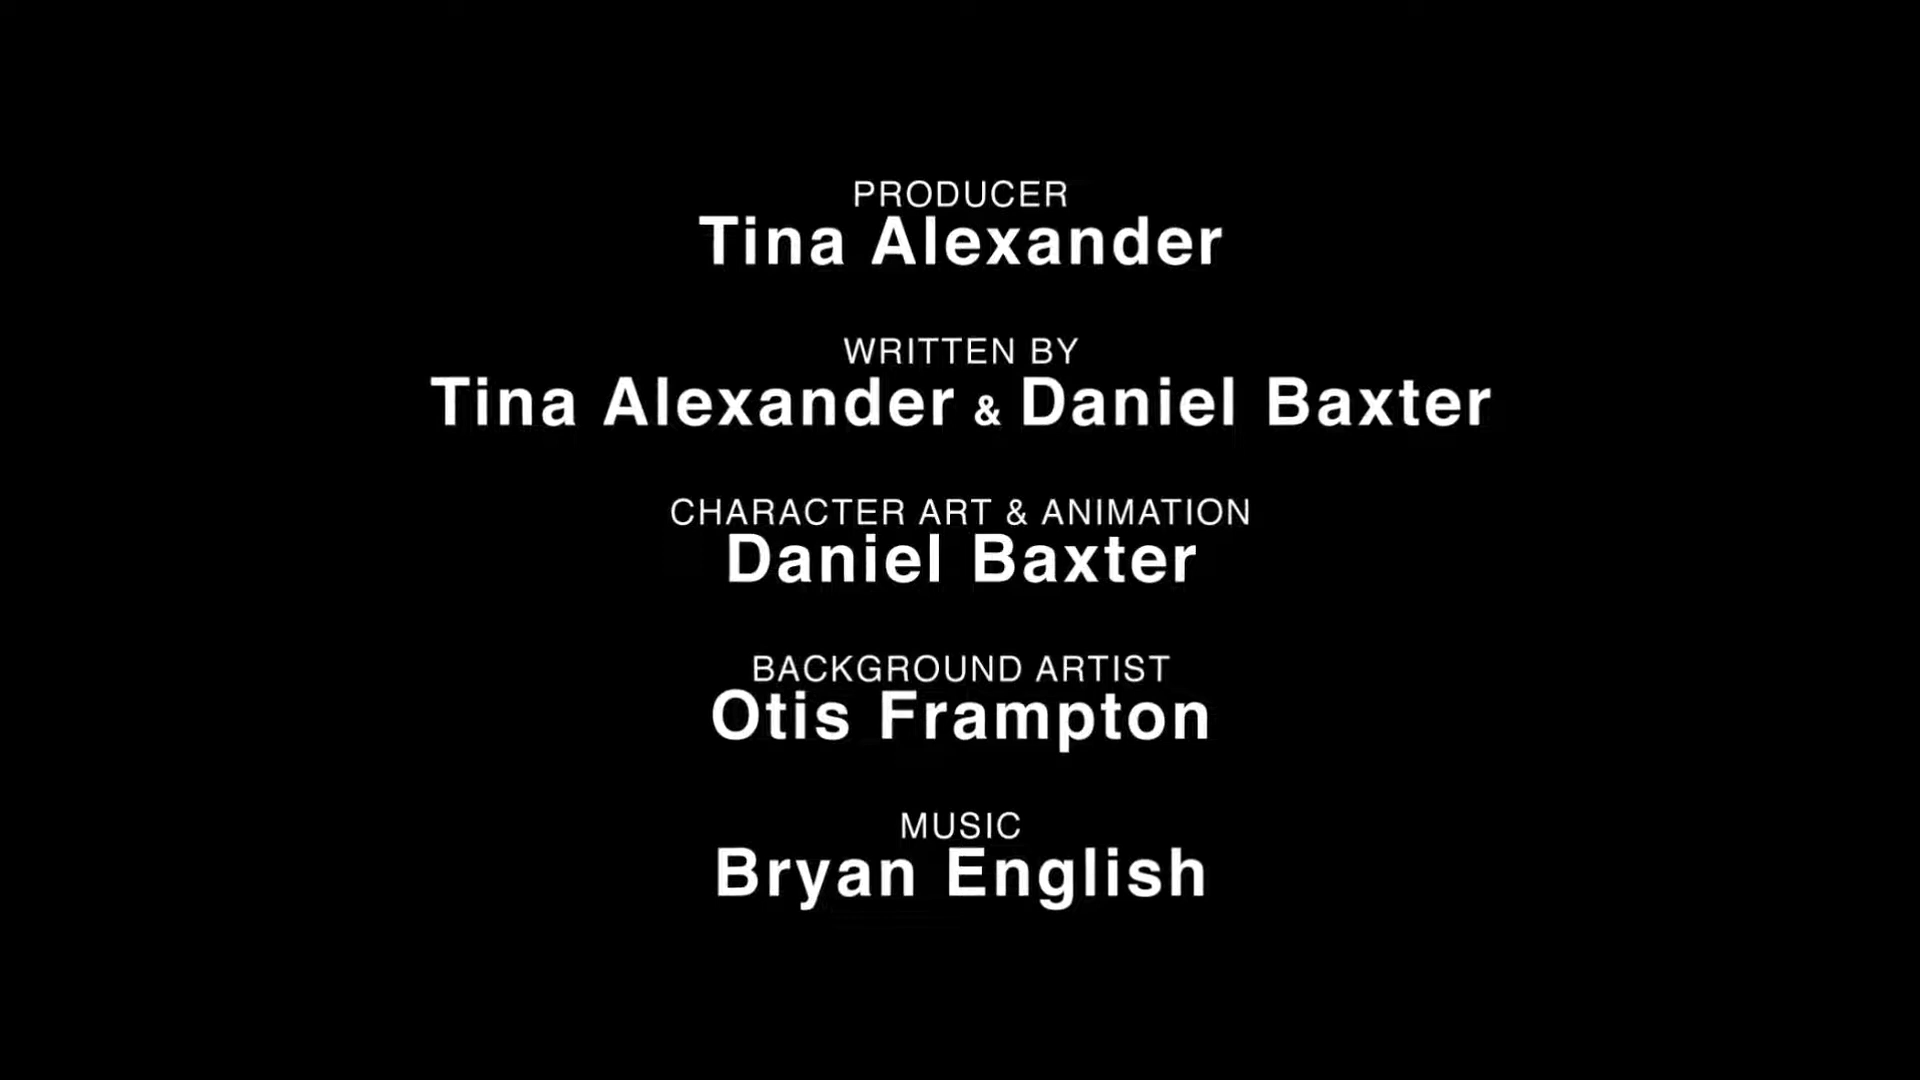 PRODUCER
Tina Alexander
WRITTEN BY
Tina Alexander & Daniel Baxter
CHARACTER ART & ANIMATION
Daniel Baxter
BACKGROUND ARTIST
Otis Frampton
MUSIC
Bryan English